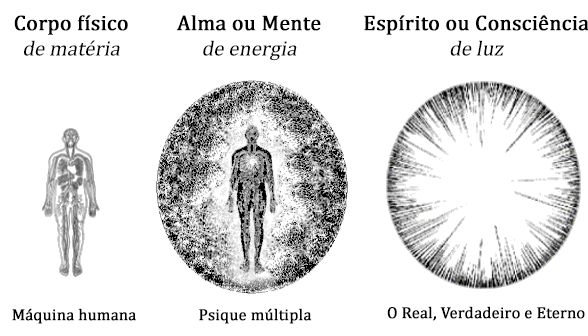 Corpo físico
de matéria
Alma ou Mente
de energia
Espírito ou Consciência
de luz
Máquina humana
Psique múltipla
O Real, Verdadeiro e Eterno